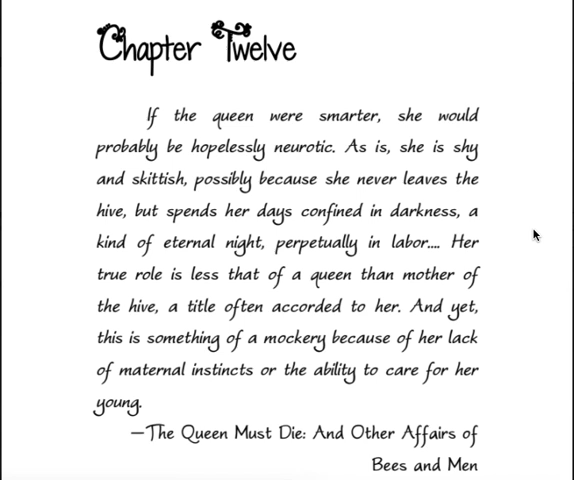 Chapter Twelve
If the queen were smarter, she would
probably be hopelessly neurotic. As is, she is shy
and skittish, possibly because she never leaves the
hive, but spends her days confined in darkness, a
kind of eternal night, perpetually in labor.... Her
true role is less that of a queen than mother of
the hive, a title often accorded to her. And yet,
this is something of a mockery because of her lack
of maternal instincts or the ability to care for her
young.
—The Queen Must Die: And Other Affairs of
Bees and Men